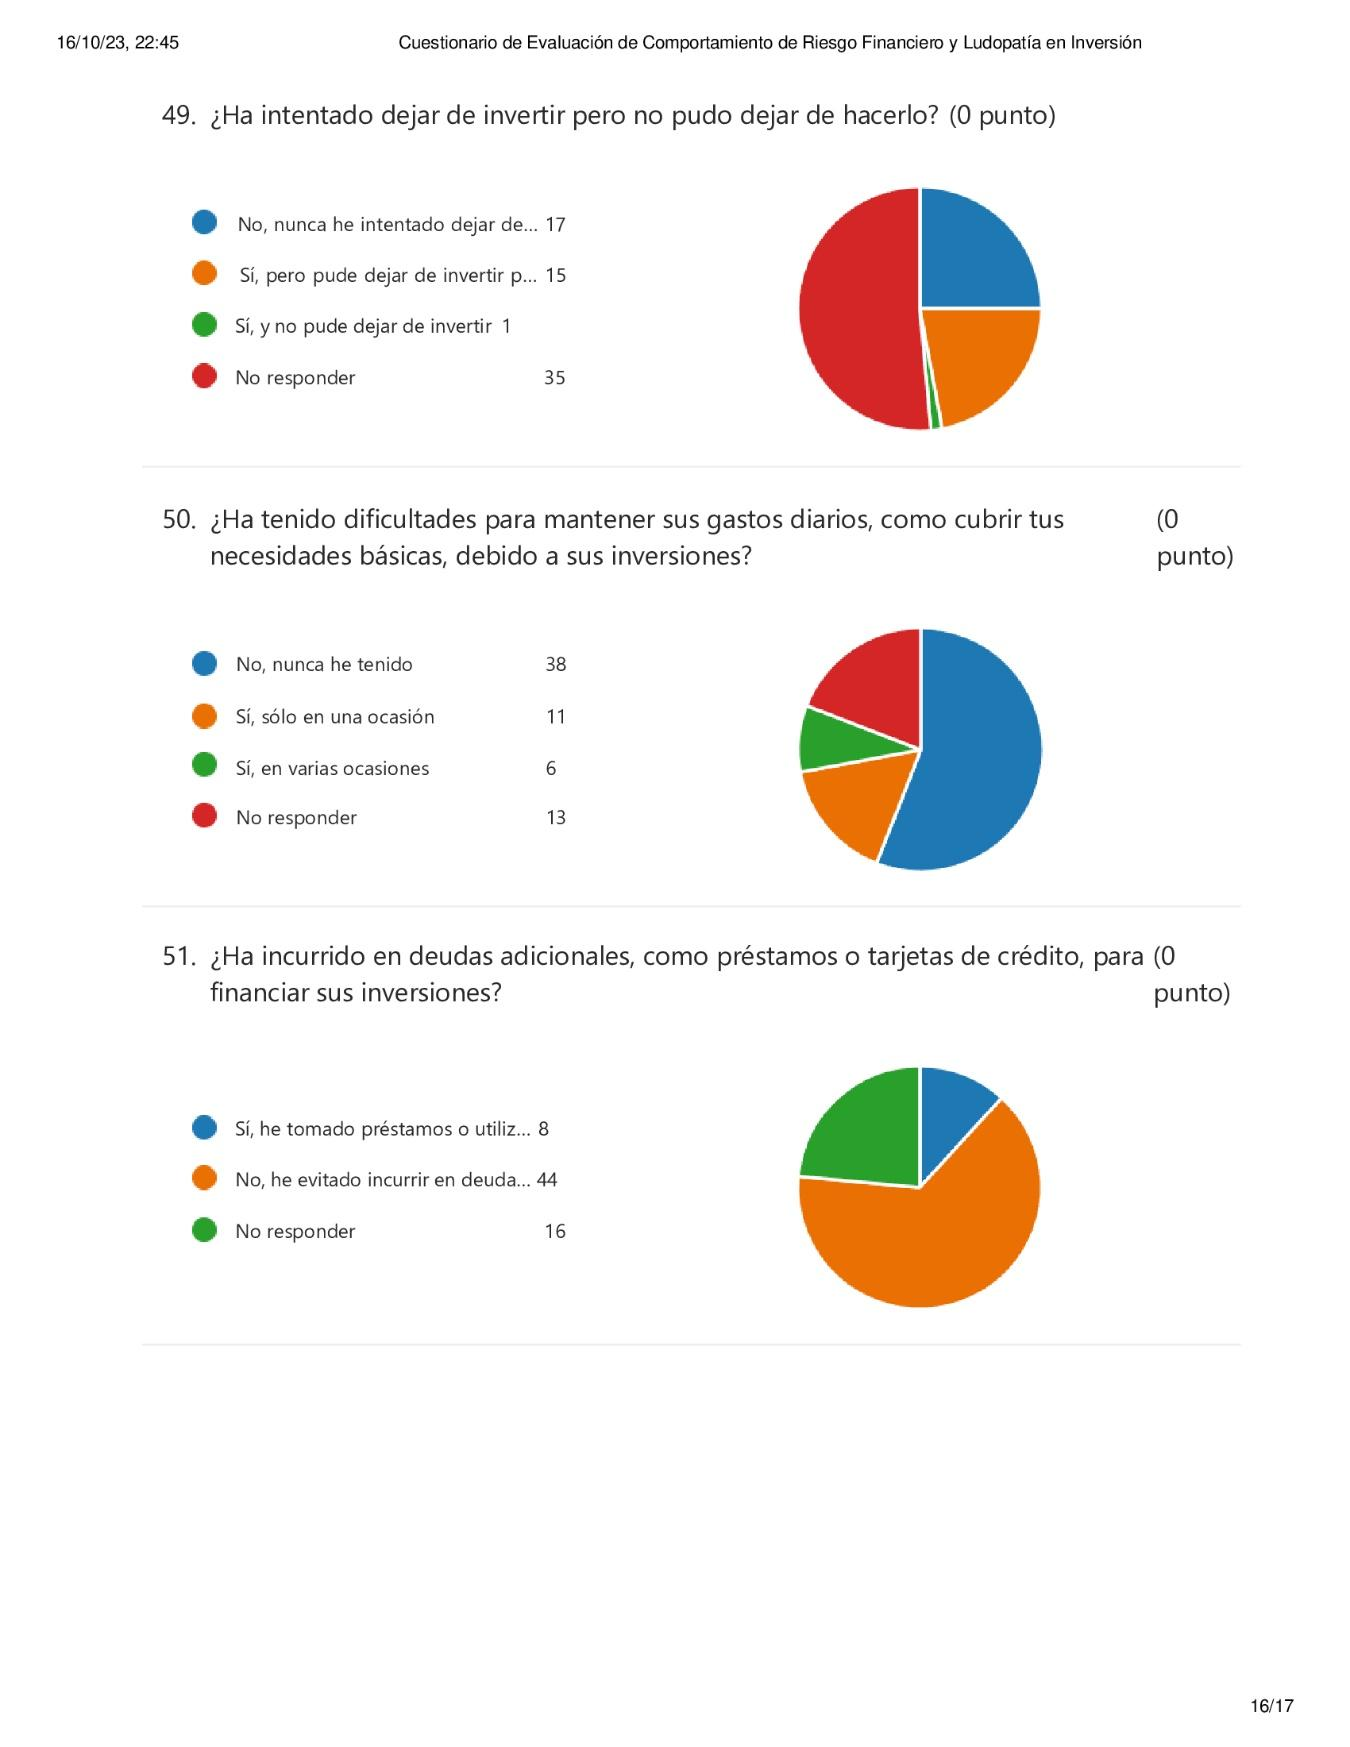 16/10/23, 22:45 Cuestionario de Evaluación de Comportamiento de Riesgo Financiero y Ludopatía en Inversión
49. ¿Ha intentado dejar de invertir pero no pudo dejar de hacerlo? (0 punto)
No, nunca he intentado dejar de... 17
Sí, pero pude dejar de invertir p... 15
Sí, y no pude dejar de invertir 1
No responder 35
50. ¿Ha tenido dificultades para mantener sus gastos diarios, como cubrir tus (0
necesidades básicas, debido a sus inversiones? punto)
No, nunca he tenido 38
Sí, sólo en una ocasión 11
Sí, en varias ocasiones 6
No responder 13
51. ¿Ha incurrido en deudas adicionales, como préstamos o tarjetas de crédito, para (0
financiar sus inversiones? punto)
Sí, he tomado préstamos o utiliz... 8
No, he evitado incurrir en deuda... 44
No responder 16
16/17